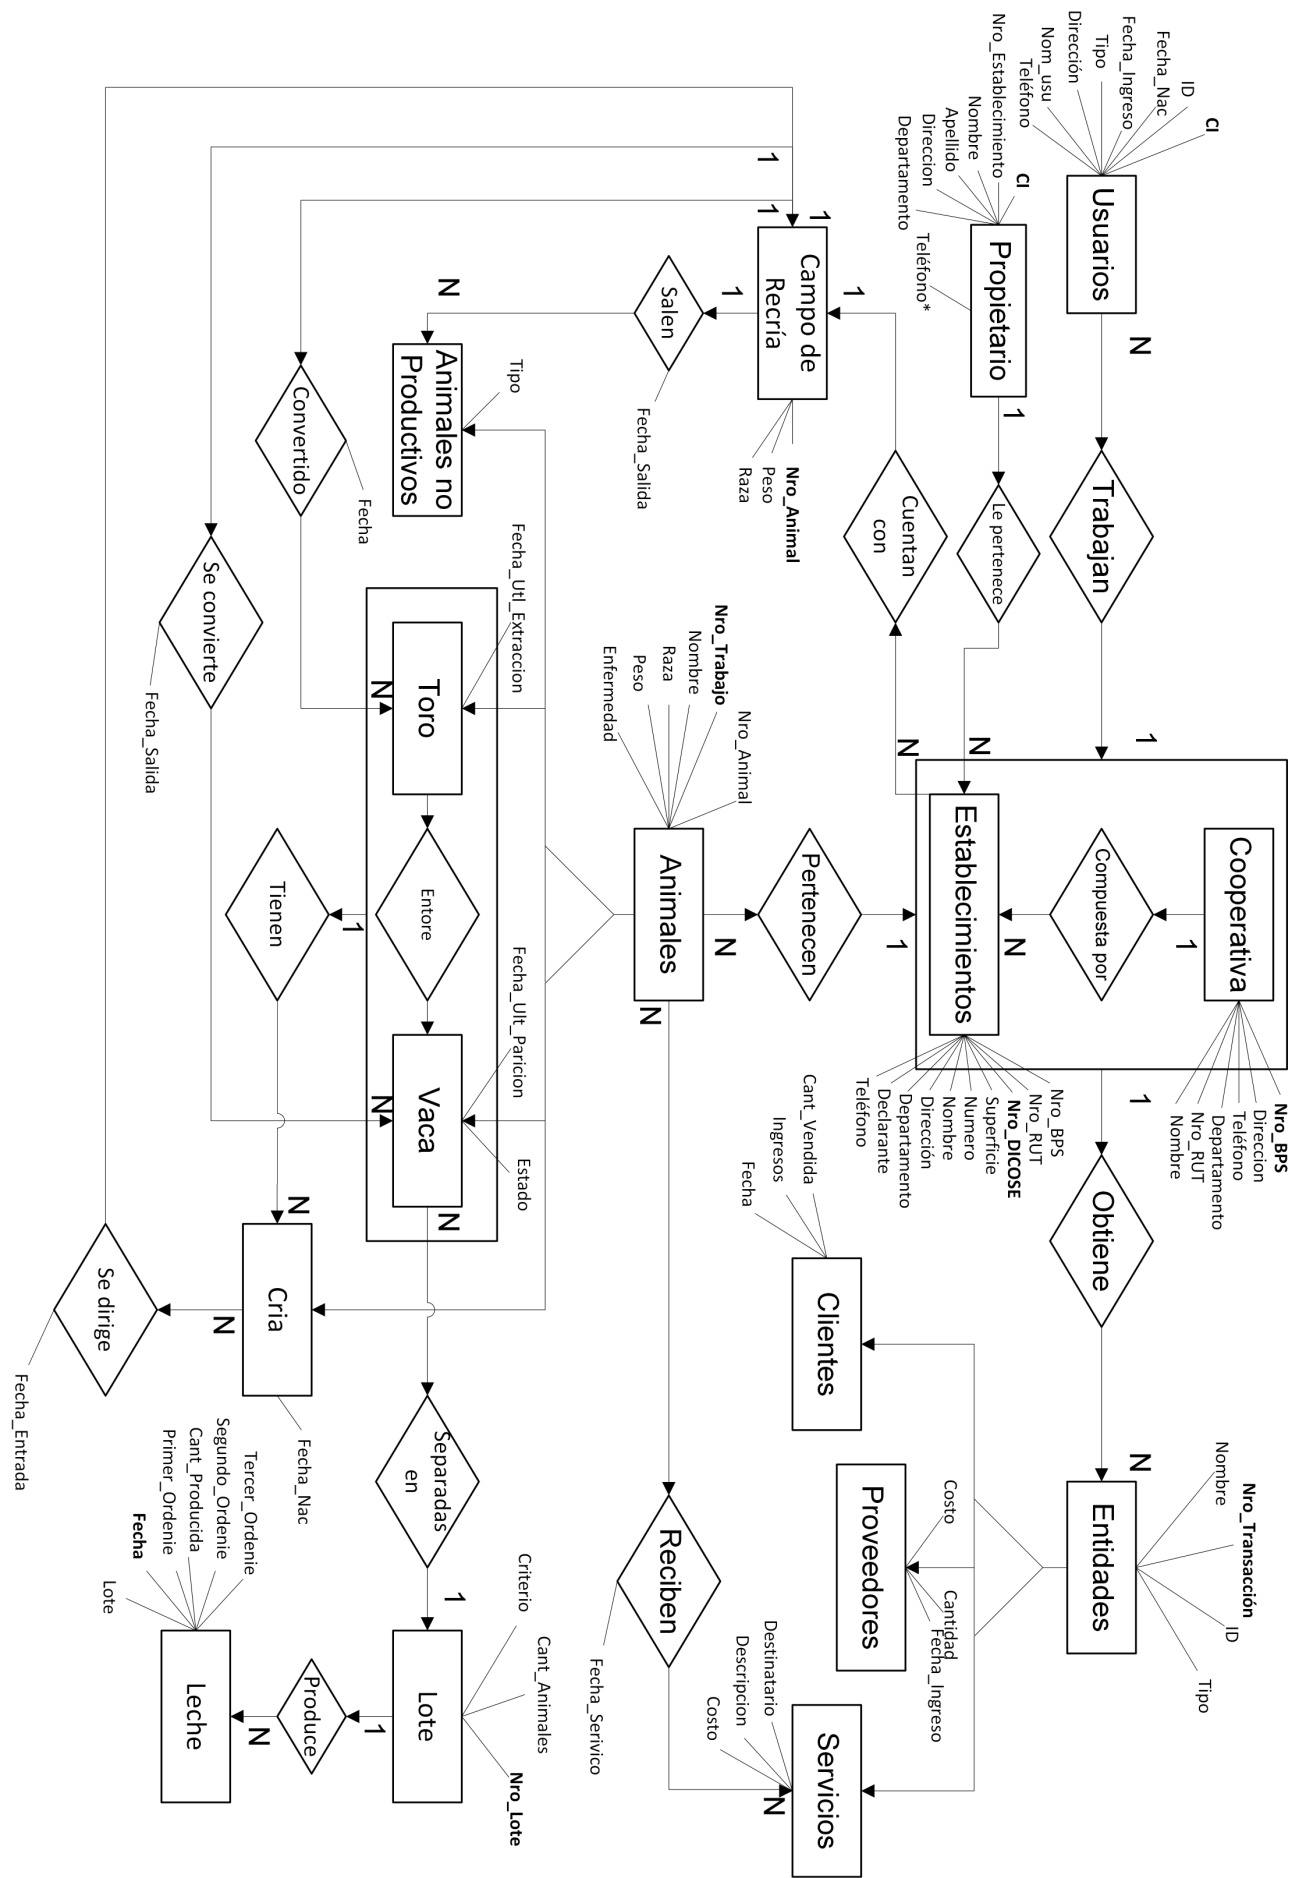 CI
ID
Fecha_Nac
Fecha_Ingreso
Tipo
Dirección
Nom_usu
Teléfono
Usuarios
N
Trabajan
1
Cooperativa
1
Nro_BPS
Direccion
Teléfono
Departamento
Nro_RUT
Nombre
Compuesta por
N
Establecimientos
Nro_BPS
Nro_RUT
Nro_DICOSE
Superficie
Numero
Nombre
Dirección
Departamento
Declarante
Teléfono
1
Obtiene
N
Entidades
Nombre
Nro_Transacción
ID
Tipo
CI
Nro_Establecimiento
Nombre
Apellido
Direccion
Departamento
Teléfono*
Propietario
1
Le pertenece
N
Cuentan
con
N
1
1
1
1
Campo de
Recría
Nro_Animal
Peso
Raza
1
Salen
Fecha_Salida
N
Animales no
Productivos
Tipo
Pertenecen
1
N
Animales
Nro_Animal
Nro_Trabajo
Nombre
Raza
Peso
Enfermedad
N
Reciben
Fecha_Serivico
N
Clientes
Cant_Vendida
Ingresos
Fecha
Proveedores
Costo
Cantidad
Fecha_Ingreso
Servicios
Destinatario
Descripcion
Costo
Convertido
Fecha
Se convierte
Fecha_Salida
Fecha_Utl_Extraccion
Toro
N
Entore
Fecha_Ult_Paricion
Estado
Vaca
N
N
1
Tienen
N
Cria
Fecha_Nac
N
Se dirige
Fecha_Entrada
Separadas
en
1
Lote
Criterio
Cant_Animales
Nro_Lote
1
Produce
N
Leche
Tercer_Ordenie
Segundo_Ordenie
Cant_Producida
Primer_Ordenie
Fecha
Lote